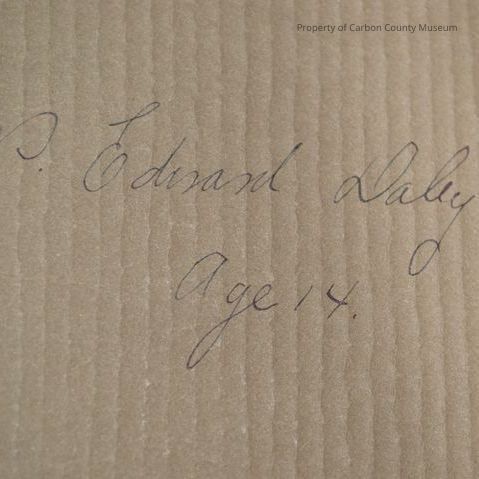 Property of Carbon County Museum
P. Edward Daley
Age 14.